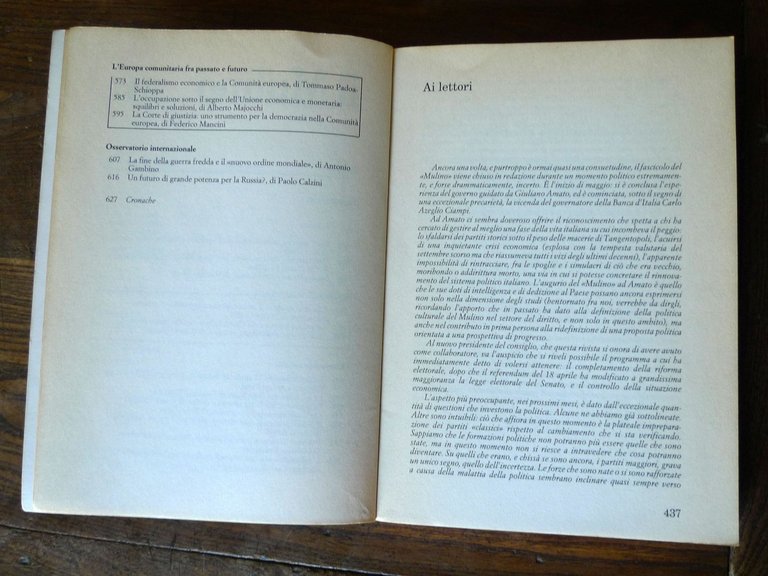 L'Europa comunitaria fra passato e futuro
573 Il federalismo economico e la Comunità europea, di Tommaso Padoa-
Schioppa
585 L'occupazione sotto il segno dell'Unione economica e monetaria:
squilibri e soluzioni, di Alberto Majocchi
595 La Corte di giustizia: uno strumento per la democrazia nella Comunità
europea, di Federico Mancini
Osservatorio internazionale
607 La fine della guerra fredda e il «nuovo ordine mondiale», di Antonio
Gambino
616 Un futuro di grande potenza per la Russia?, di Paolo Calzini
627 Cronache
Ai lettori
Ancora una volta, e purtroppo è ormai quasi una consuetudine, il fascicolo del
«Mulino» viene chiuso in redazione durante un momento politico estremamen-
te, e forse drammaticamente, incerto. È l'inizio di maggio: si è conclusa l'espe-
rienza del governo guidato da Giuliano Amato, ed è cominciata, sotto il segno di
una eccezionale precarietà, la vicenda del governatore della Banca d'Italia Carlo
Azeglio Ciampi.
Ad Amato ci sembra doveroso offrire il riconoscimento che spetta a chi ha
cercato di gestire al meglio una fase della vita italiana su cui incombeva il peggio:
lo sfaldarsi dei partiti storici sotto il peso delle macerie di Tangentopoli, l'acuirsi
di una inquietante crisi economica (esplosa con la tempesta valutaria del
settembre scorso ma che riassumeva tutti i vizi degli ultimi decenni), l'apparente
impossibilità di rintracciare, fra le spoglie e i simulacri di ciò che era vecchio,
moribondo o addirittura morto, una via in cui si potesse concretare il rinnova-
mento del sistema politico italiano. L'augurio del «Mulino» ad Amato è quello
che le sue doti di intelligenza e di dedizione al Paese possano ancora esprimersi
non solo nella dimensione degli studi (bentornato fra noi, verrebbe da dirgli,
ricordando l'apporto che in passato ha dato alla definizione della politica
culturale del Mulino nel settore del diritto, e non solo in questo ambito), ma
anche nel contributo in prima persona alla ridefinizione di una proposta politica
orientata a una prospettiva di progresso.
Al nuovo presidente del consiglio, che questa rivista si onora di avere avuto
come collaboratore, va l'auspicio che si riveli possibile il programma a cui ha
immediatamente detto di volersi attenere: il completamento della riforma
elettorale, dopo che il referendum del 18 aprile ha modificato a grandissima
maggioranza la legge elettorale del Senato, e il controllo della situazione
economica.
L'aspetto più preoccupante, nei prossimi mesi, è dato dall'eccezionale quan-
tità di questioni che investono la politica. Alcune ne abbiamo già sottolineate.
Altre sono intuibili: ciò che affiora in questo momento è la plateale imprepara-
zione dei partiti «classici» rispetto al cambiamento che si sta verificando.
Sappiamo che le formazioni politiche non potranno più essere quelle che sono
state, ma in questo momento non si riesce a intravedere che cosa potranno
diventare. Su quelli che erano, e chissà se sono ancora, i partiti maggiori, grava
un unico segno, quello dell'incertezza. Le forze che sono nate o si sono rafforzate
a causa della malattia della politica sembrano inclinare quasi sempre verso
437